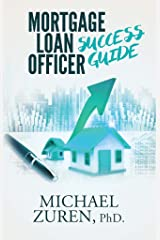 MORTGAGE
LOAN SUCCESS
OFFICER GUIDE
MICHAEL
ZUREN, PhD.